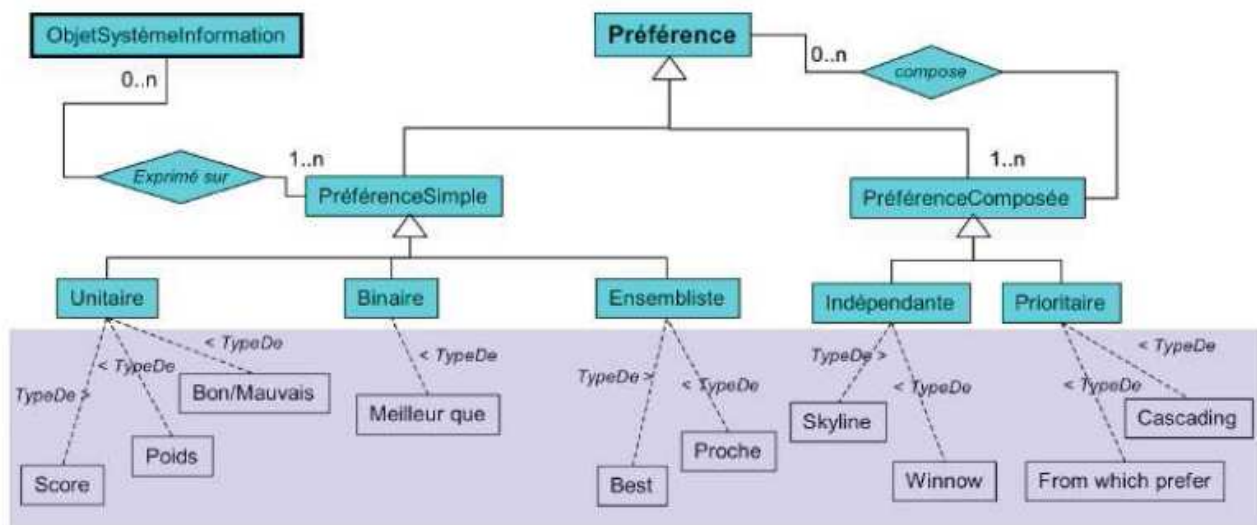 ObjetSystèmeInformation
Préférence
0..n
compose
0..n
1..n
1..n
Exprimé sur
PréférenceSimple
PréférenceComposée
Unitaire
Binaire
Ensembliste
Indépendante
Prioritaire
< TypeDe
< TypeDe
TypeDe >
< TypeDe
TypeDe >
< TypeDe
TypeDe >
< TypeDe
< TypeDe
< TypeDe
Bon/Mauvais
Meilleur que
Skyline
Cascading
Poids
Proche
Score
Best
Winnow
From which prefer